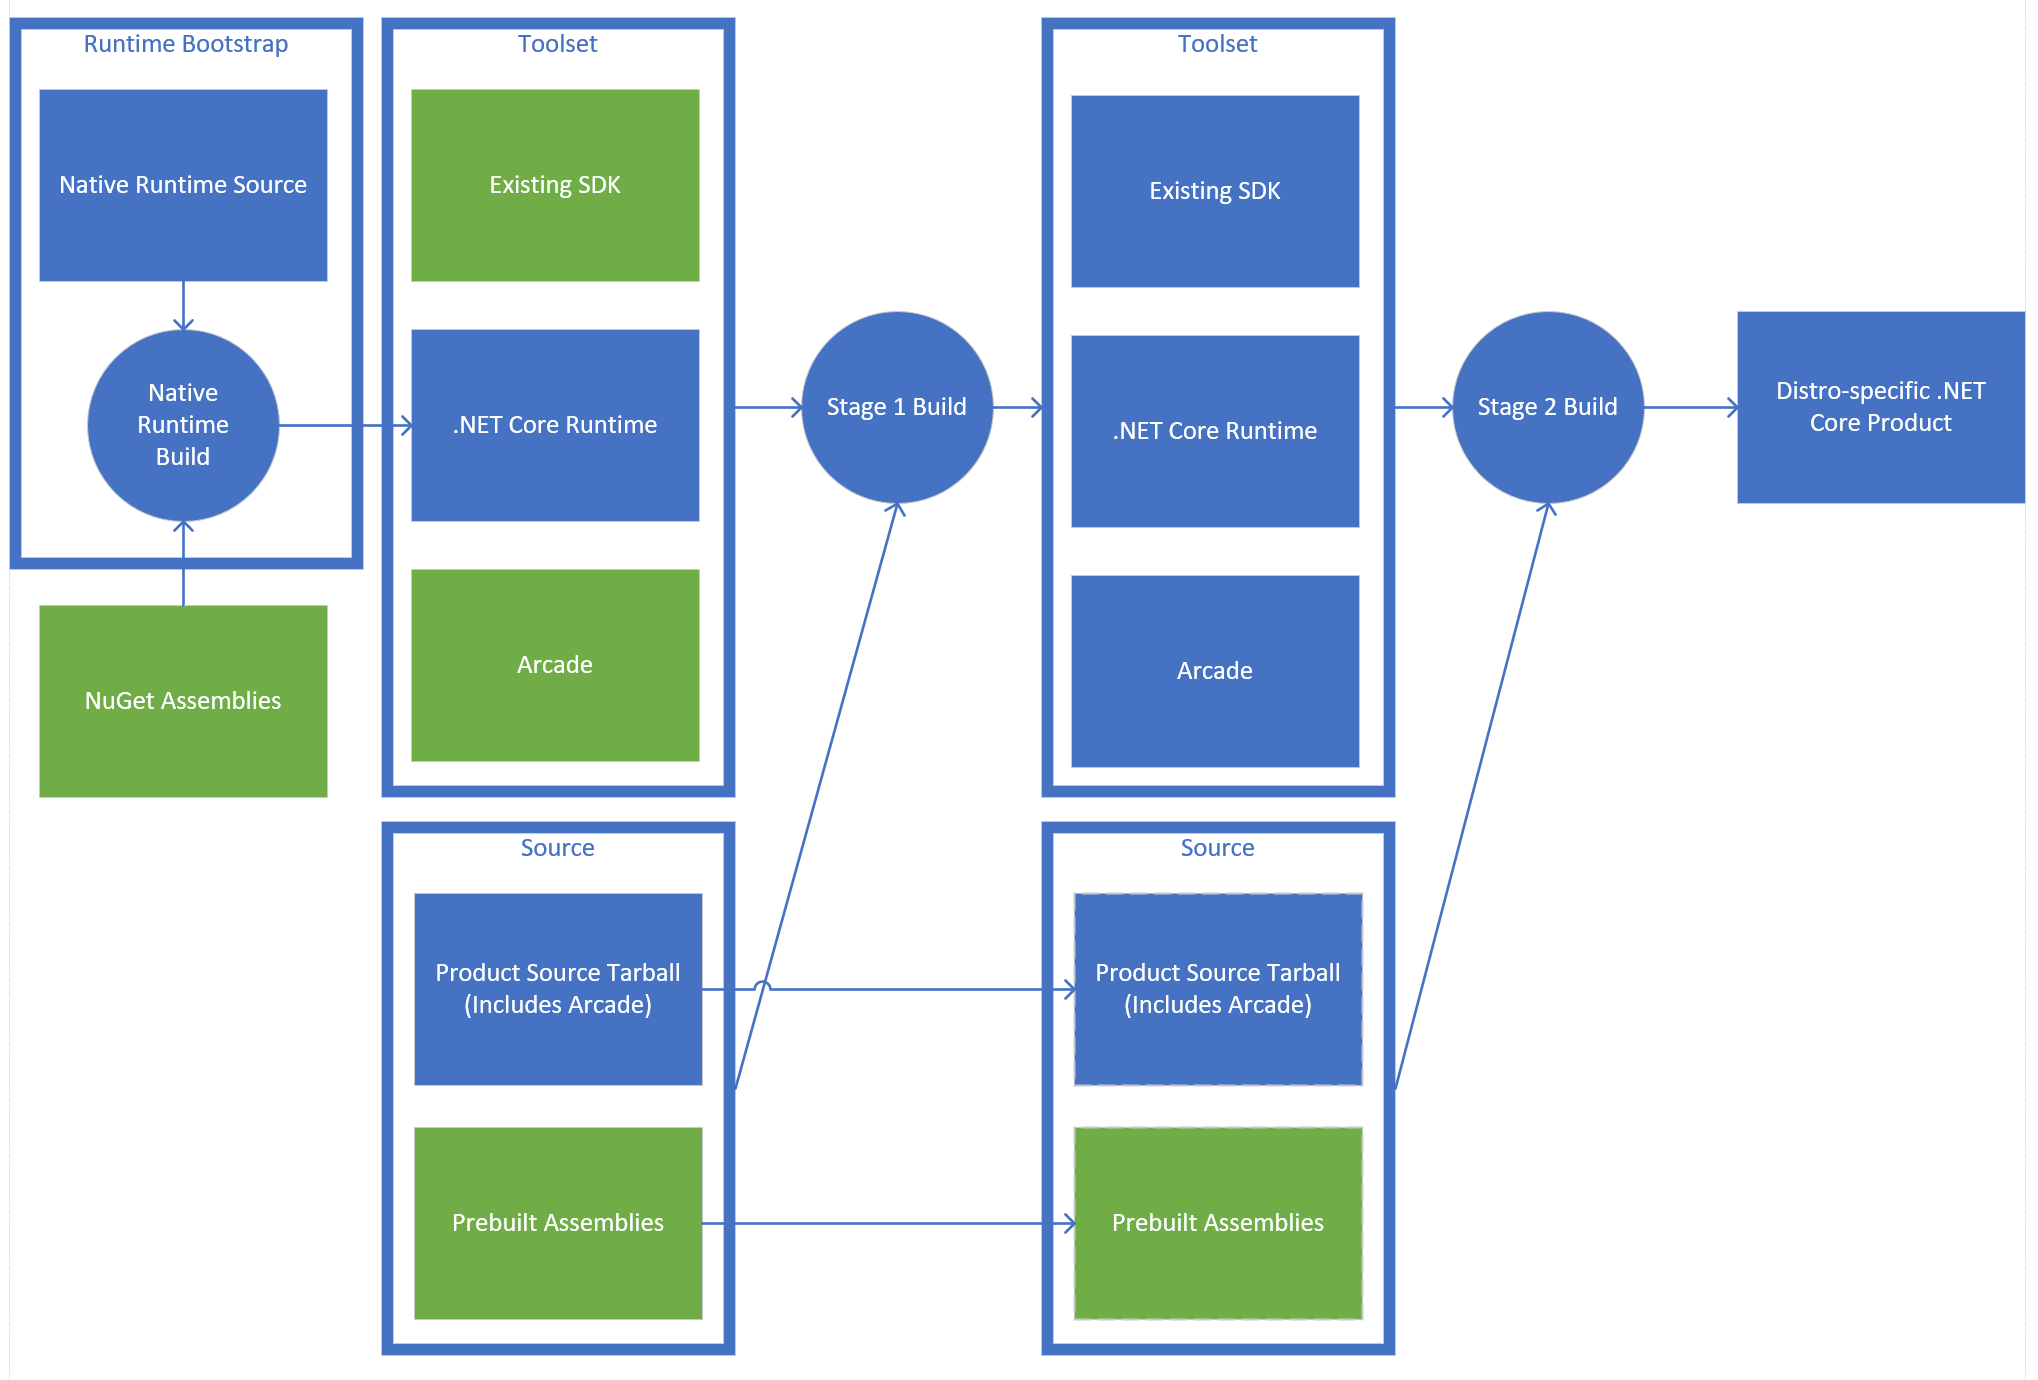 Runtime Bootstrap
Native Runtime Source
Native
Runtime
Build
NuGet Assemblies
Toolset
Existing SDK
.NET Core Runtime
Arcade
Source
Product Source Tarball
(Includes Arcade)
Prebuilt Assemblies
Stage 1 Build
Toolset
Existing SDK
.NET Core Runtime
Arcade
Source
Product Source Tarball
(Includes Arcade)
Prebuilt Assemblies
Stage 2 Build
Distro-specific .NET
Core Product